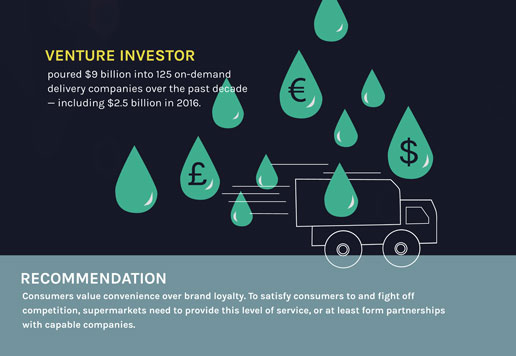 VENTURE INVESTOR
poured $9 billion into 125 on-demand
delivery companies over the past decade
— including $2.5 billion in 2016.
€
$
£
RECOMMENDATION
Consumers value convenience over brand loyalty. To satisfy consumers to and fight off
competition, supermarkets need to provide this level of service, or at least form partnerships
with capable companies.